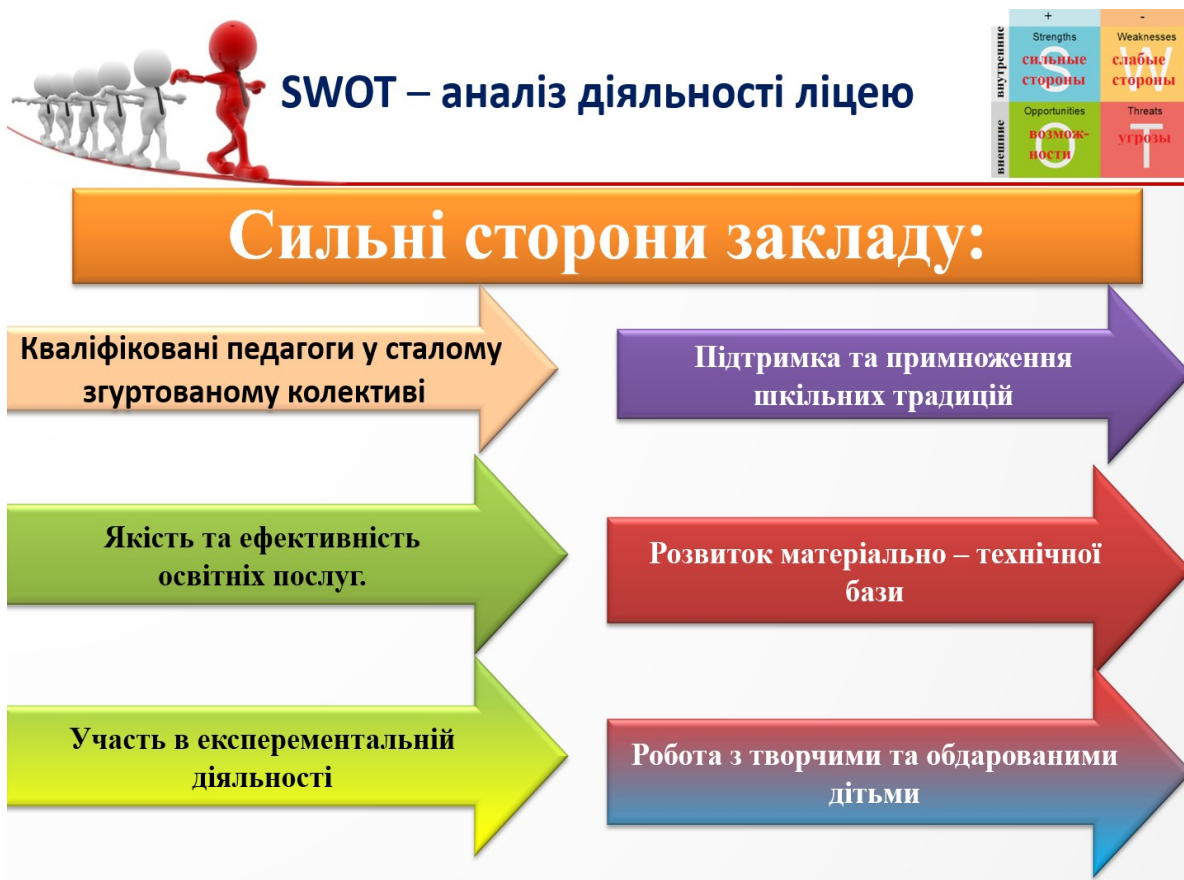 SWOT – аналіз діяльності ліцею
+
-
внутренние
Strengths
сильные
стороны
S
Weaknesses
слабые
стороны
W
внешние
Opportunities
возмож-
ности
O
Threats
угрозы
T
Сильні сторони закладу:
Кваліфіковані педагоги у сталому
згуртованому колективі
Підтримка та примноження
шкільних традицій
Якість та ефективність
освітніх послуг.
Розвиток матеріально – технічної
бази
Участь в експерементальній
діяльності
Робота з творчими та обдарованими
дітьми